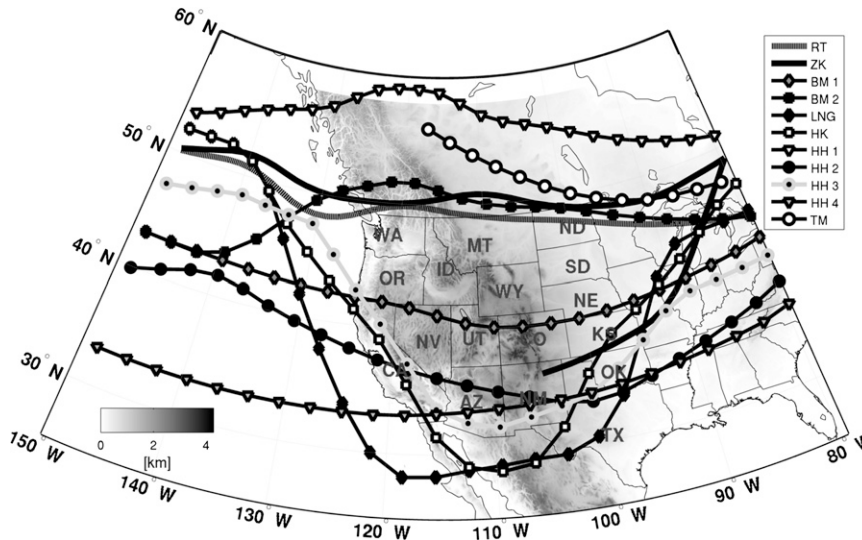 60° N
50° N
40° N
30° N
150° W
140° W
130° W
120° W
110° W
100° W
90° W
80° W
RT
ZK
BM 1
BM 2
LNG
HK
HH 1
HH 2
HH 3
HH 4
TM
WA
MT
ND
OR
ID
SD
WY
NE
NV
UT
CO
KS
CA
OK
AZ
NM
TX
0 2 4
[km]